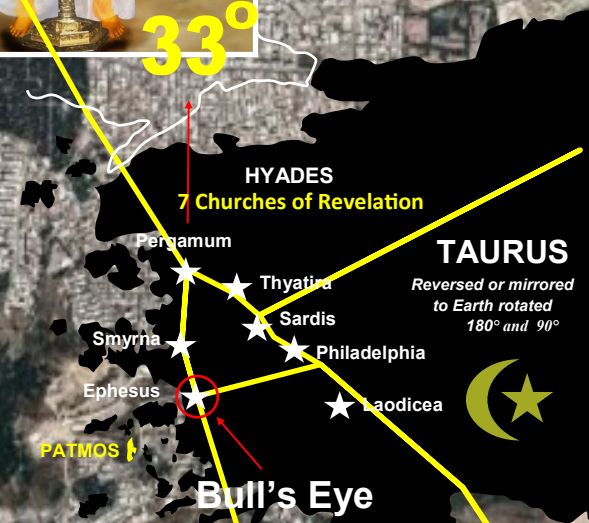 33°
HYADES
7 Churches of Revelation
Pergamum
TAURUS
Reversed or mirrored
to Earth rotated
180° and 90°
Thyatira
Sardis
Smyrna
Philadelphia
Ephesus
Laodicea
PATMOS
Bull's Eye